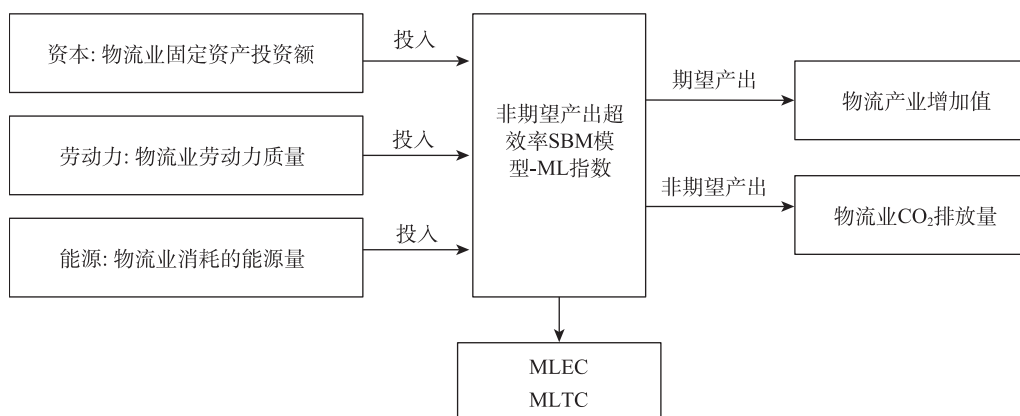 资本: 物流业固定资产投资额
投入
劳动力: 物流业劳动力质量
投入
能源: 物流业消耗的能源量
投入
非期望产出超
效率SBM模
型-ML指数
期望产出
物流产业增加值
非期望产出
物流业CO₂排放量
MLEC
MLTC